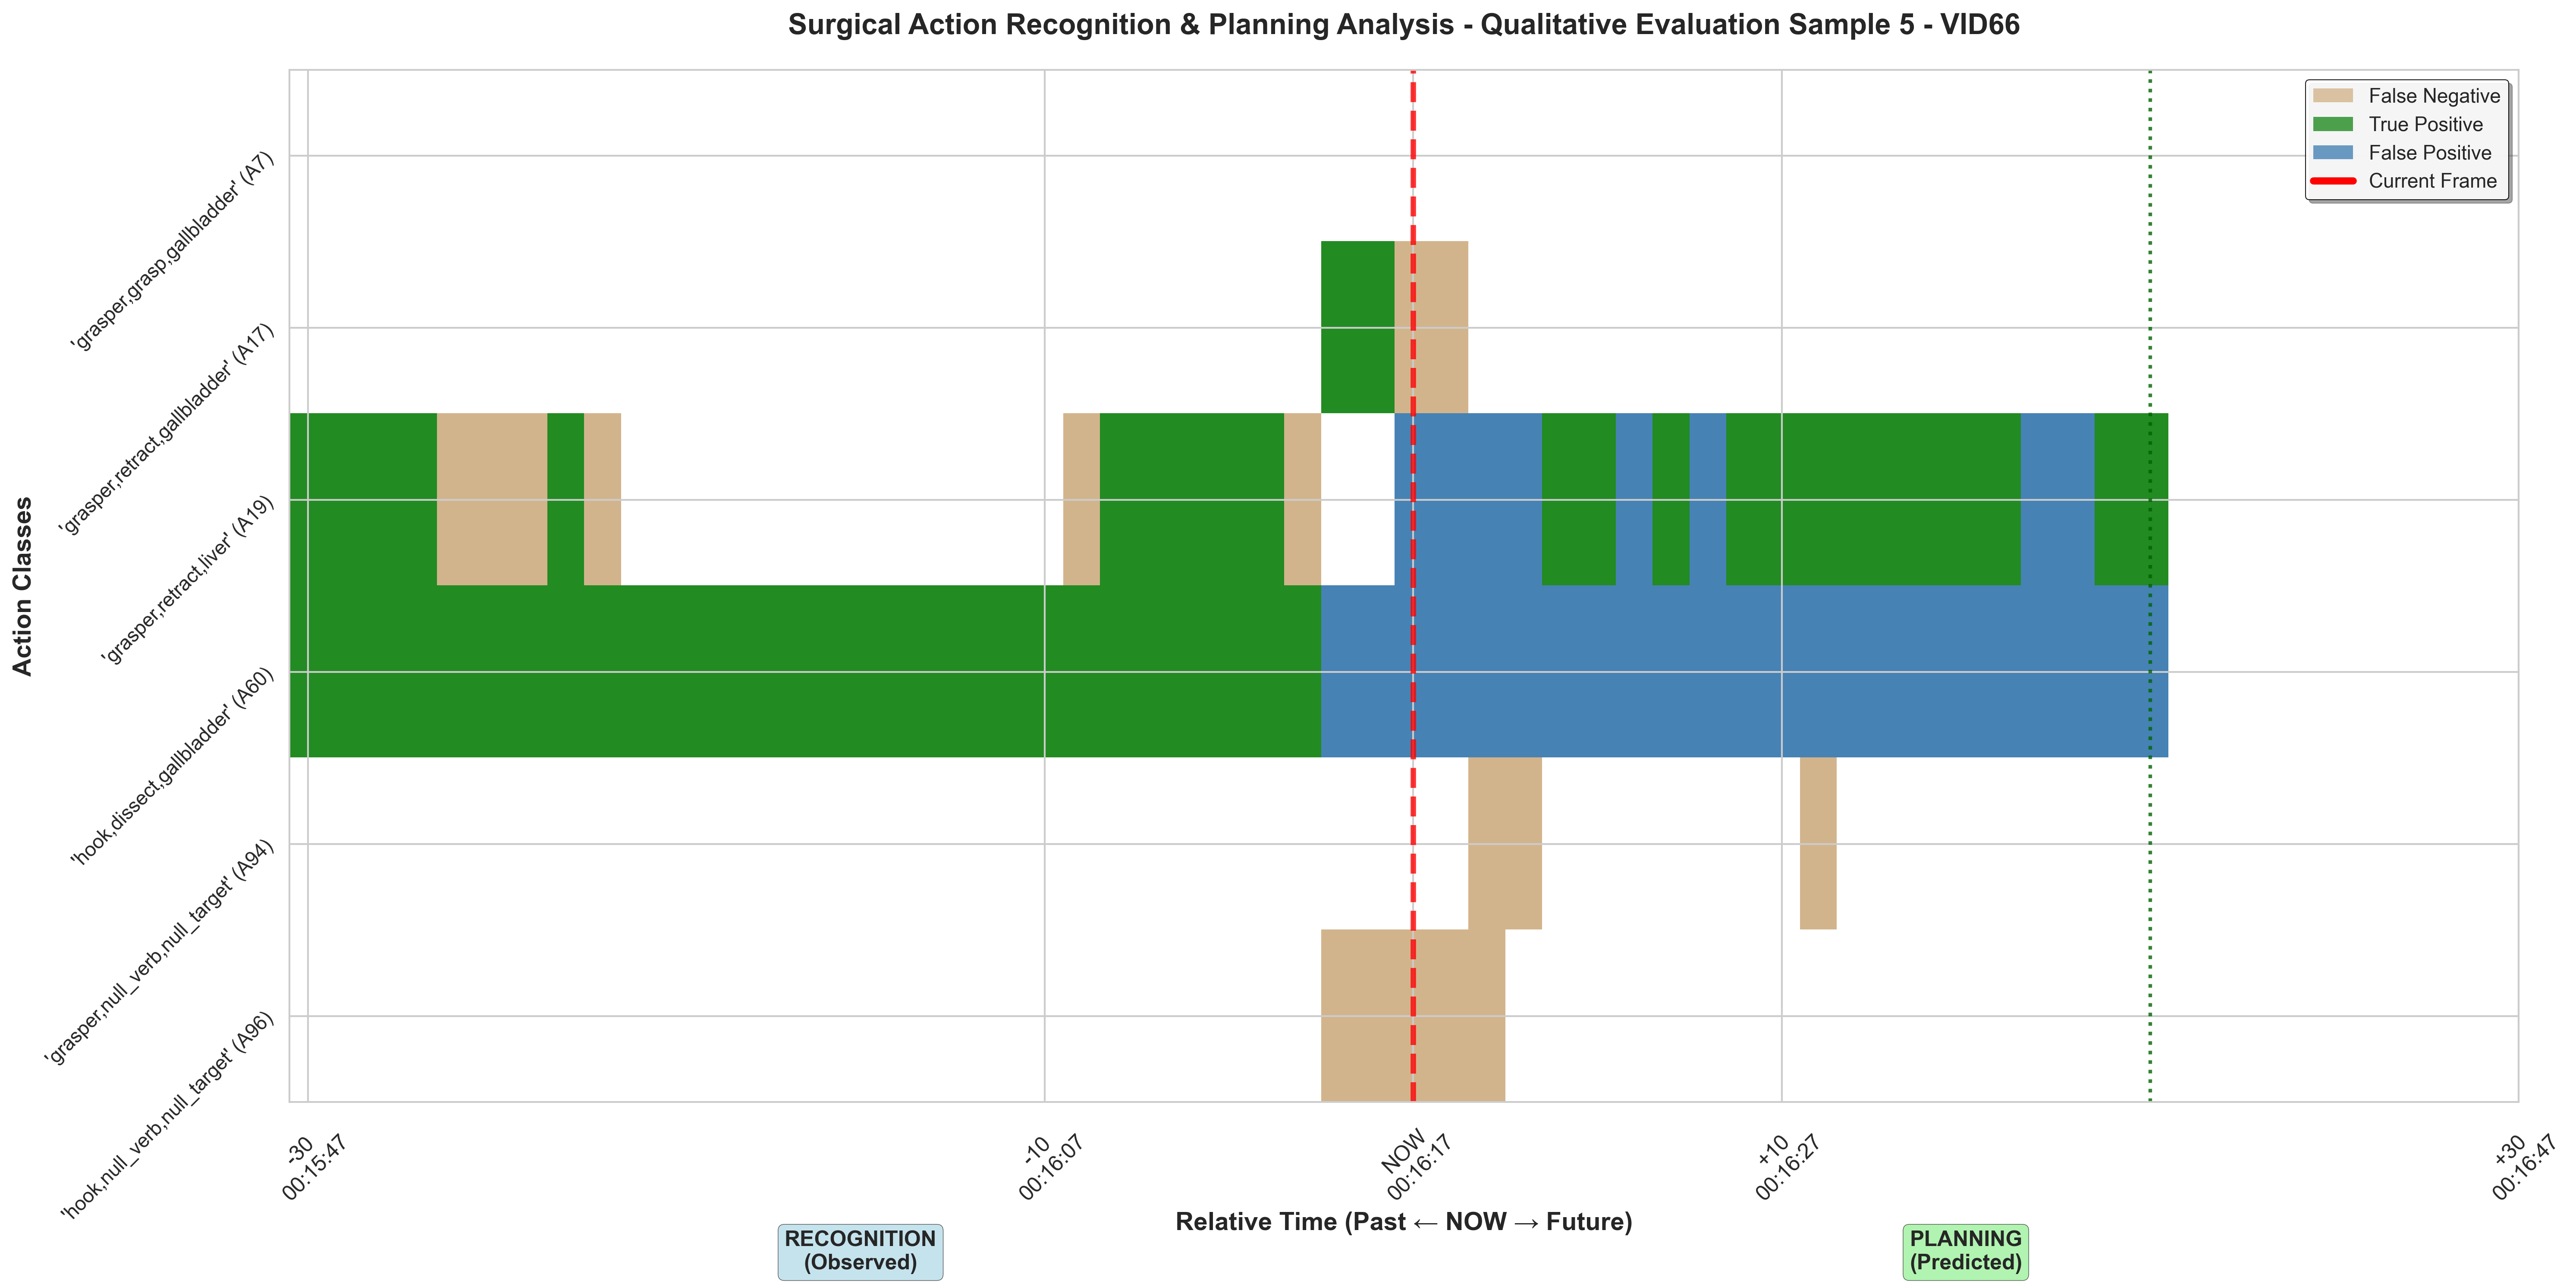 Surgical Action Recognition & Planning Analysis - Qualitative Evaluation Sample 5 - VID66
False Negative
True Positive
False Positive
Current Frame
Action Classes
'grasper,grasp,gallbladder' (A7)
'grasper,retract,gallbladder' (A17)
'grasper,retract,liver' (A19)
'hook,dissect,gallbladder' (A60)
'grasper,null_verb,null_target' (A94)
'hook,null_verb,null_target' (A96)
-30
00:15:47
-10
00:16:07
NOW
00:16:17
+10
00:16:27
+30
00:16:47
Relative Time (Past ← NOW → Future)
RECOGNITION
(Observed)
PLANNING
(Predicted)